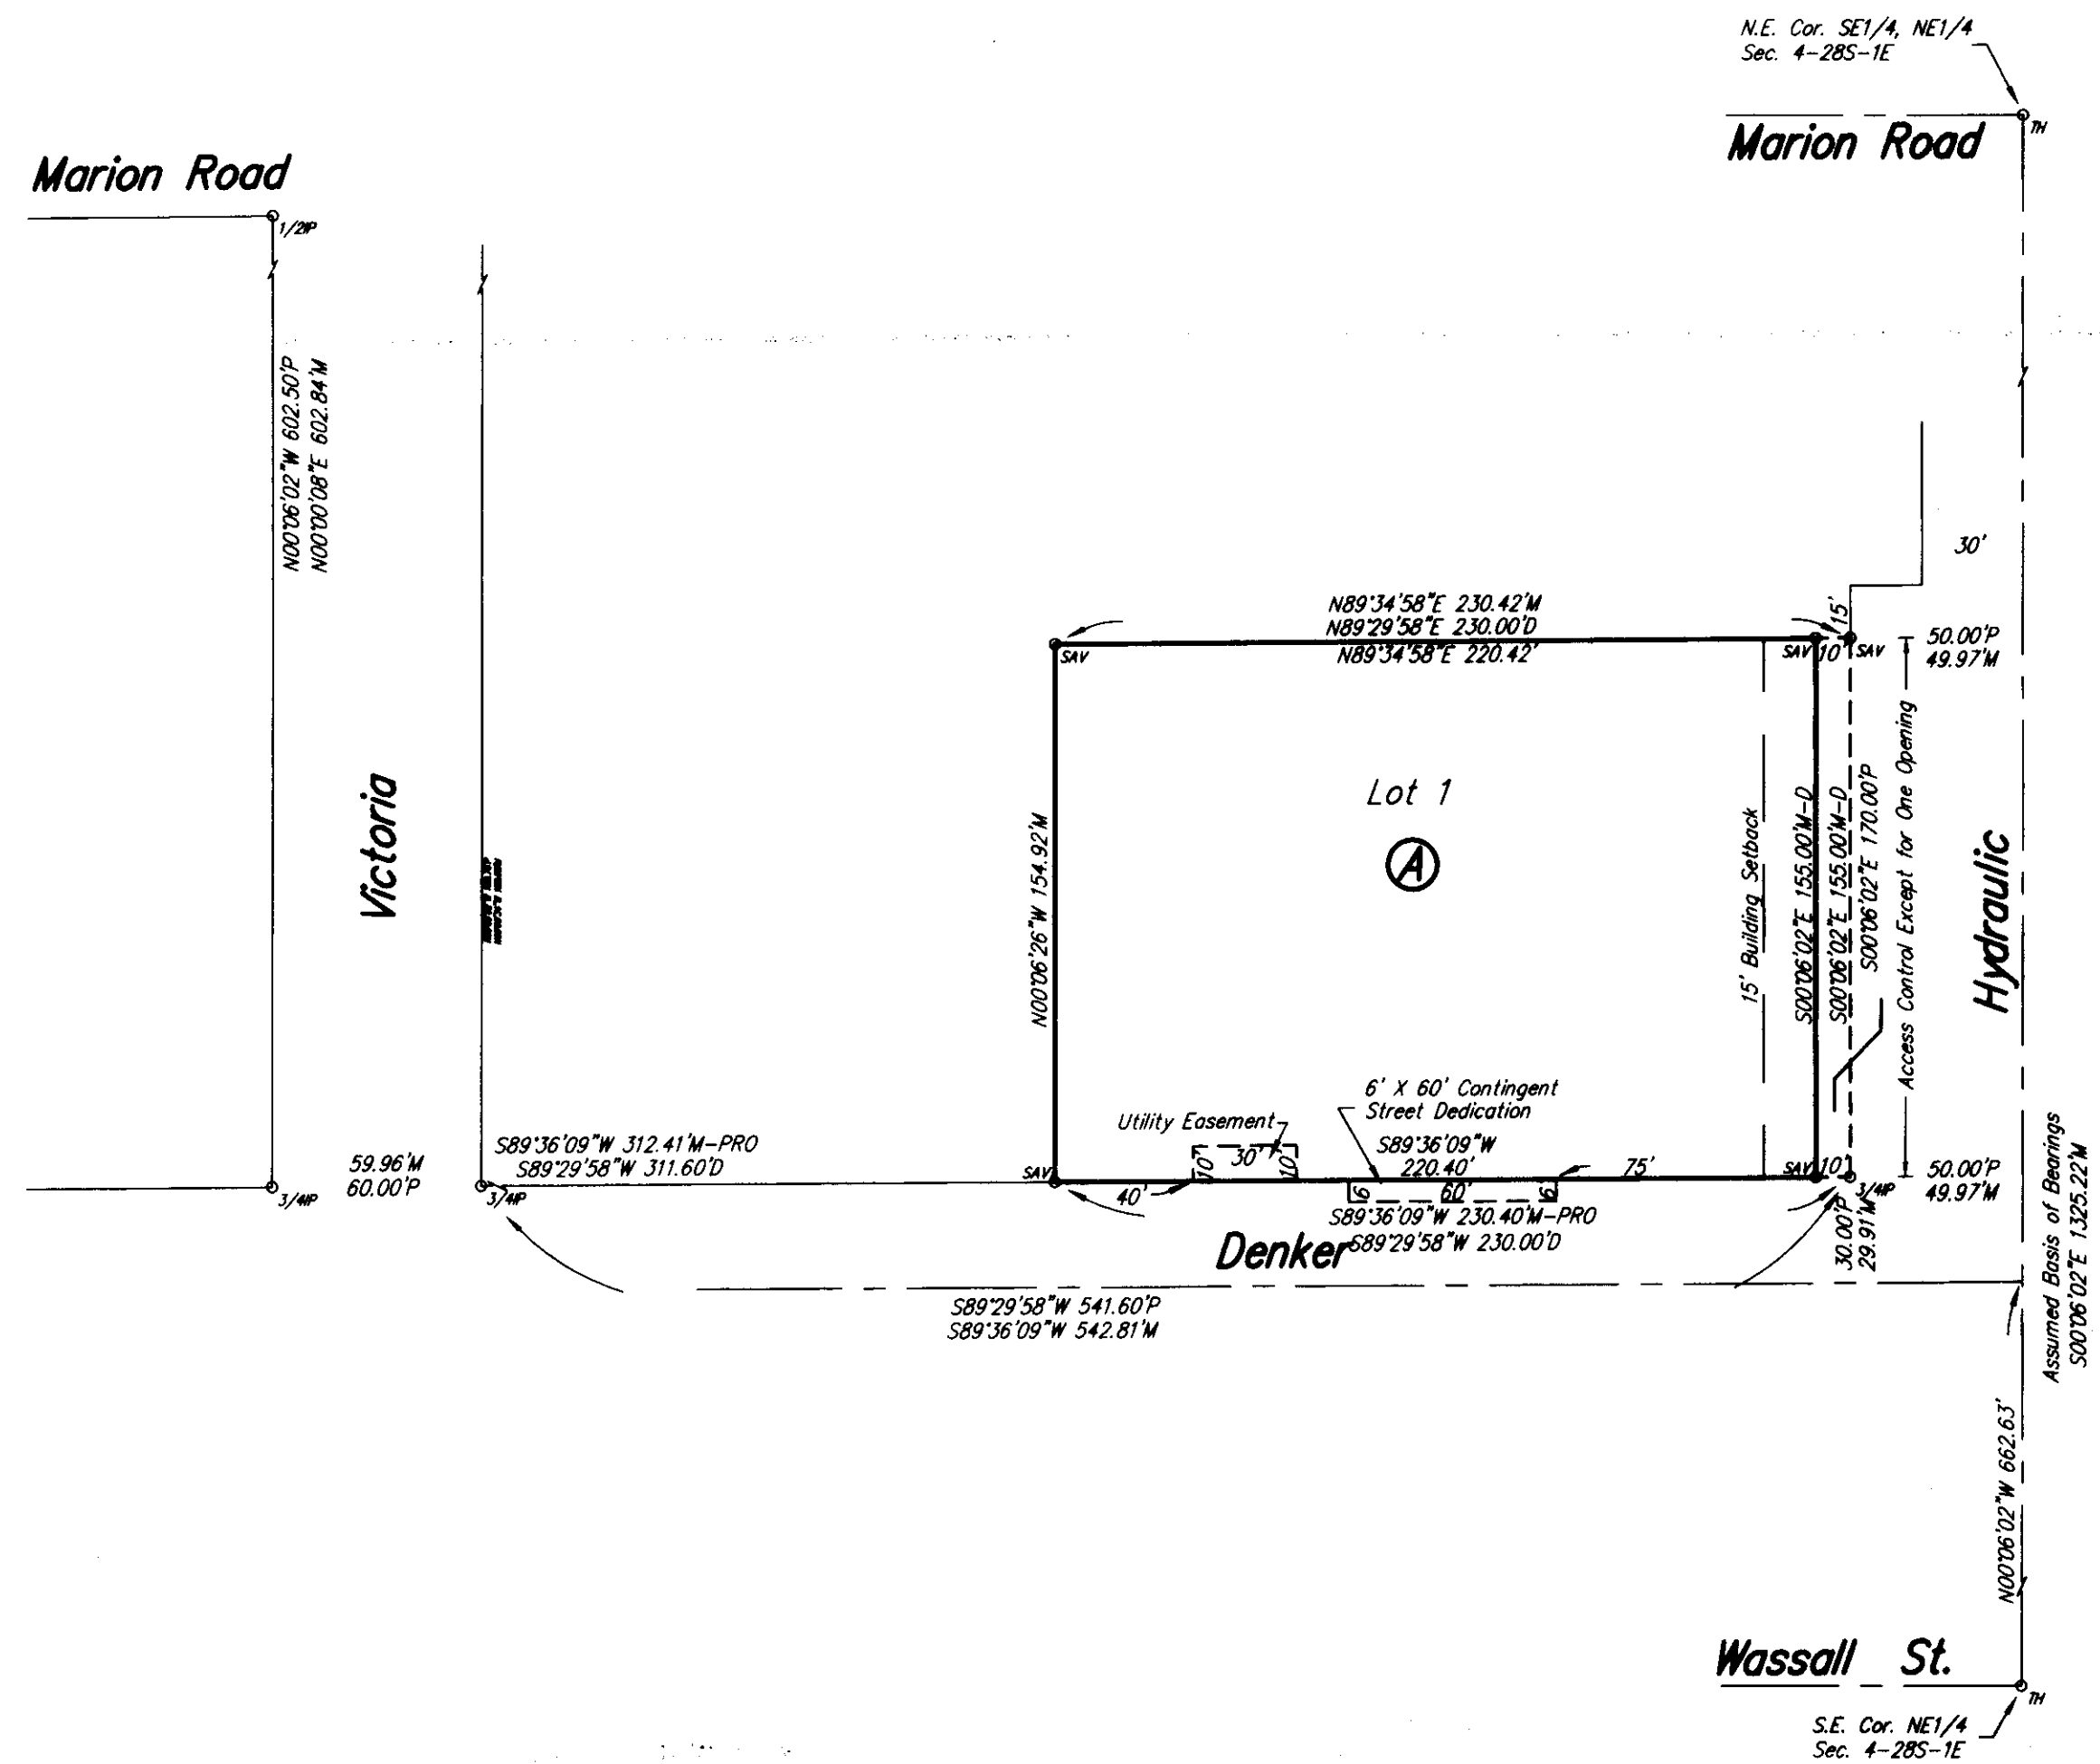 N.E. Cor. SE1/4, NE1/4
Sec. 4-28S-1E
TH
Marion Road
Marion Road
1/2IP
N00°06'02"W 602.50'P
N00°00'08"E 602.84'M
30'
N89°34'58"E 230.42'M
N89°29'58"E 230.00'D
N89°34'58"E 220.42'
15'
SAV
SAV
10'
SAV
50.00'P
49.97'M
Lot 1
A
Victoria
N00°06'26"W 154.92'M
15' Building Setback
S00°06'02"E 155.00'M-D
S00°06'02"E 155.00'M-D
S00°06'02"E 170.00'P
Access Control Except for One Opening
Hydraulic
6' X 60' Contingent
Street Dedication
Utility Easement
S89°36'09"W
220.40'
10'
30'
10'
75'
40'
6'
60'
6'
S89°36'09"W 312.41'M-PRO
S89°29'58"W 311.60'D
59.96'M
60.00'P
3/4IP
3/4IP
SAV
SAV
10'
3/4IP
50.00'P
49.97'M
30.00'P
29.91'M
S89°36'09"W 230.40'M-PRO
S89°29'58"W 230.00'D
Denker
S89°29'58"W 541.60'P
S89°36'09"W 542.81'M
Assumed Basis of Bearings
S00°06'02"E 1325.22'M
N00°06'02"W 662.63'
Wassall St.
TH
S.E. Cor. NE1/4
Sec. 4-28S-1E